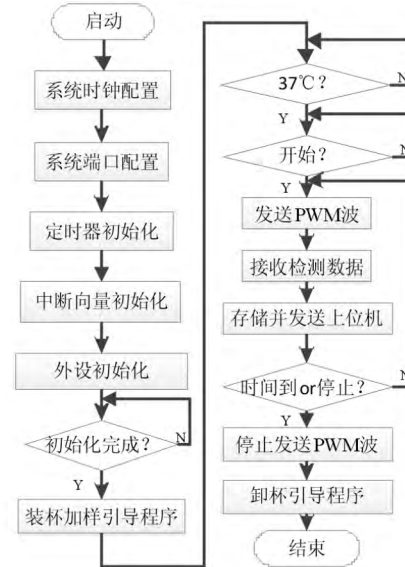 启动
系统时钟配置
系统端口配置
定时器初始化
中断向量初始化
外设初始化
初始化完成？
N
Y
装杯加样引导程序
37℃？
N
Y
开始？
N
Y
发送PWM波
接收检测数据
存储并发送上位机
时间到or停止？
N
Y
停止发送PWM波
卸杯引导程序
结束